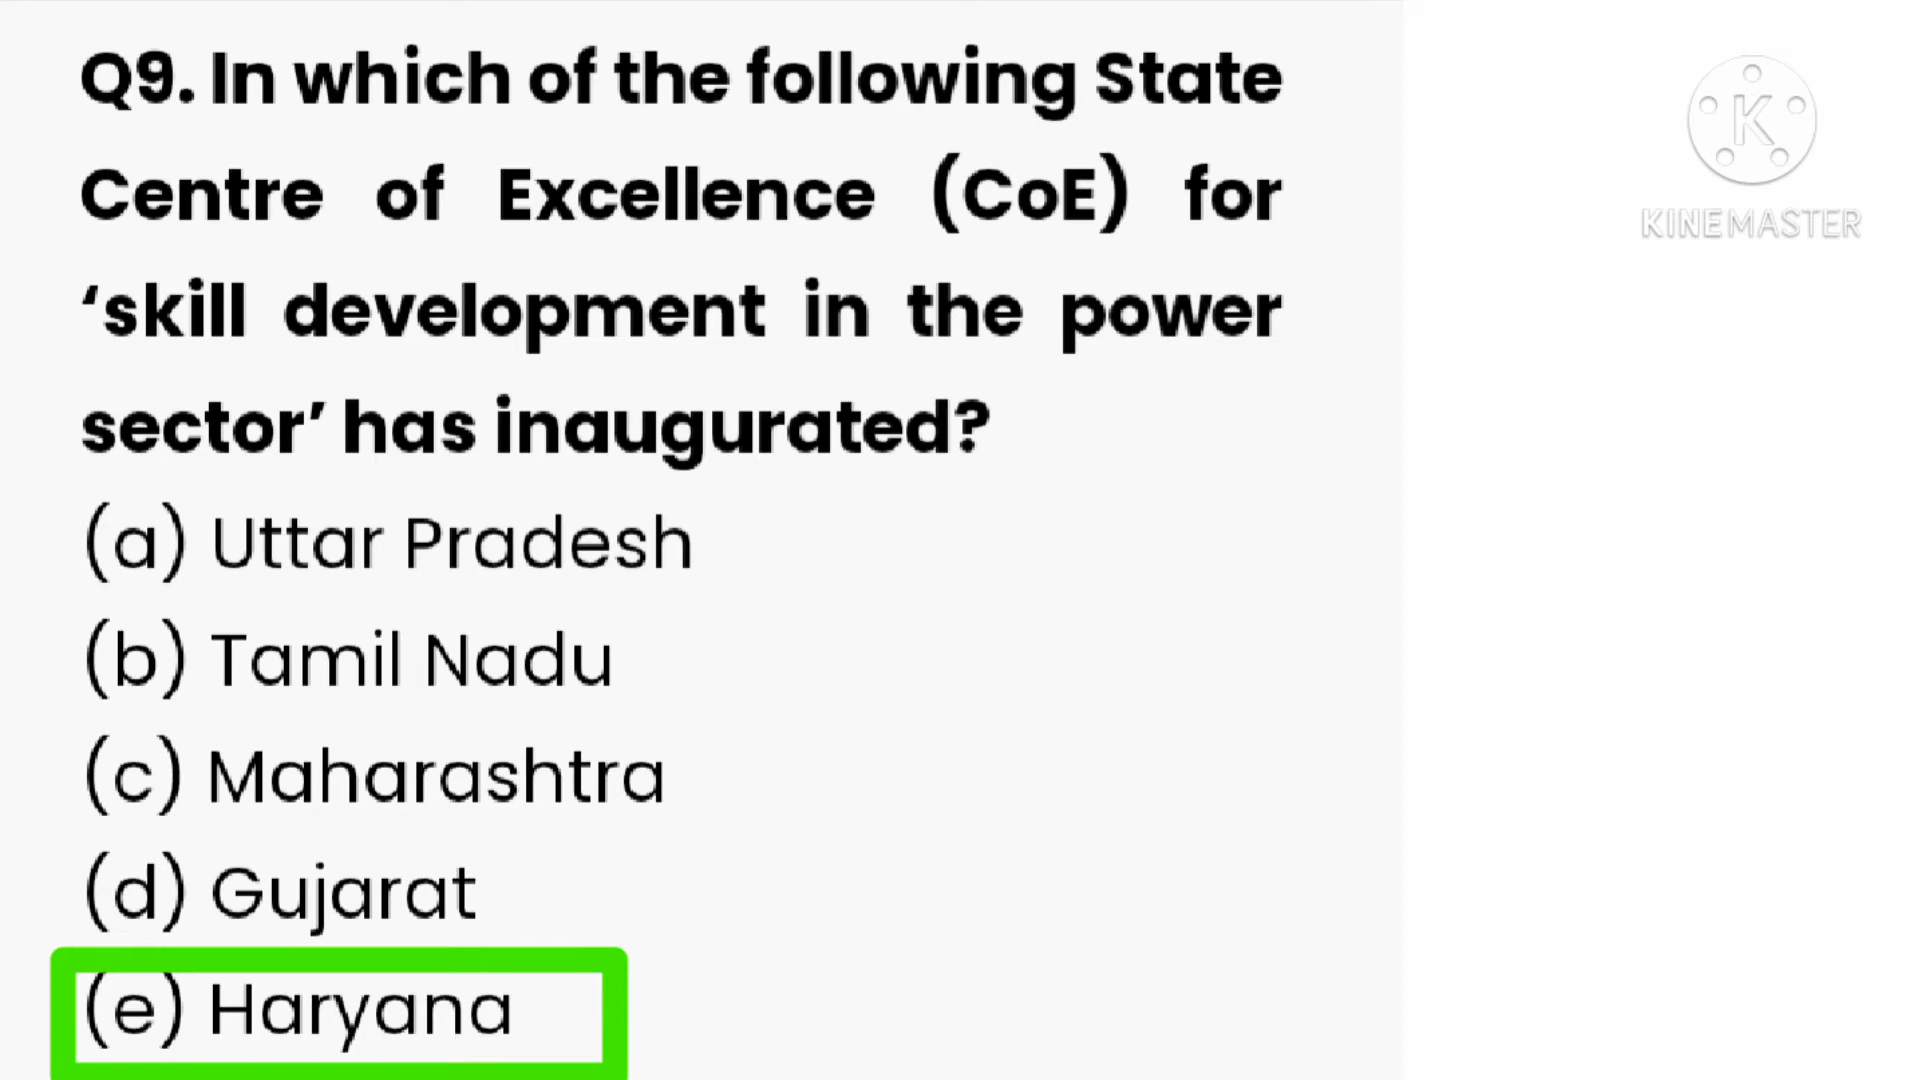 Q9. In which of the following State
Centre of Excellence (CoE) for
‘skill development in the power
sector’ has inaugurated?
(a) Uttar Pradesh
(b) Tamil Nadu
(c) Maharashtra
(d) Gujarat
(e) Haryana
K
KINEMASTER